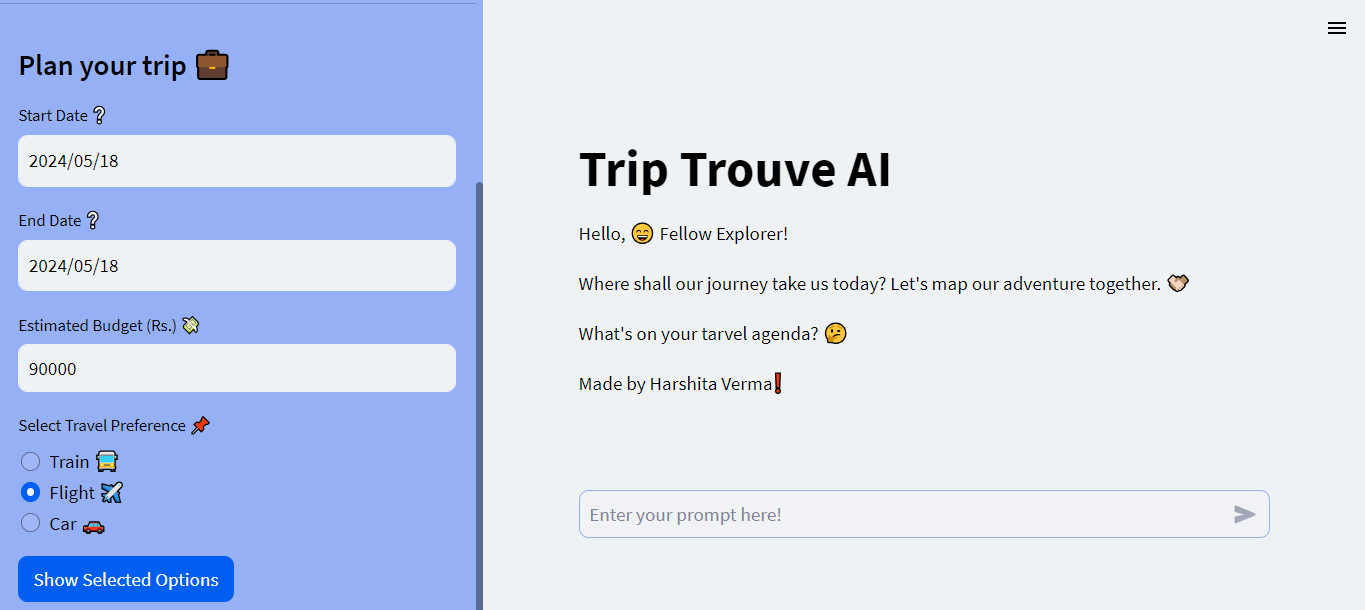 Plan your trip 💼
Start Date ❔
2024/05/18
End Date ❔
2024/05/18
Estimated Budget (Rs.) 💸
90000
Select Travel Preference 📌
Train 🚍
Flight ✈️
Car 🚗
Show Selected Options
Trip Trouve AI
Hello, 😄 Fellow Explorer!
Where shall our journey take us today? Let's map our adventure together. 🤝
What's on your tarvel agenda? 🤔
Made by Harshita Verma❗
Enter your prompt here!